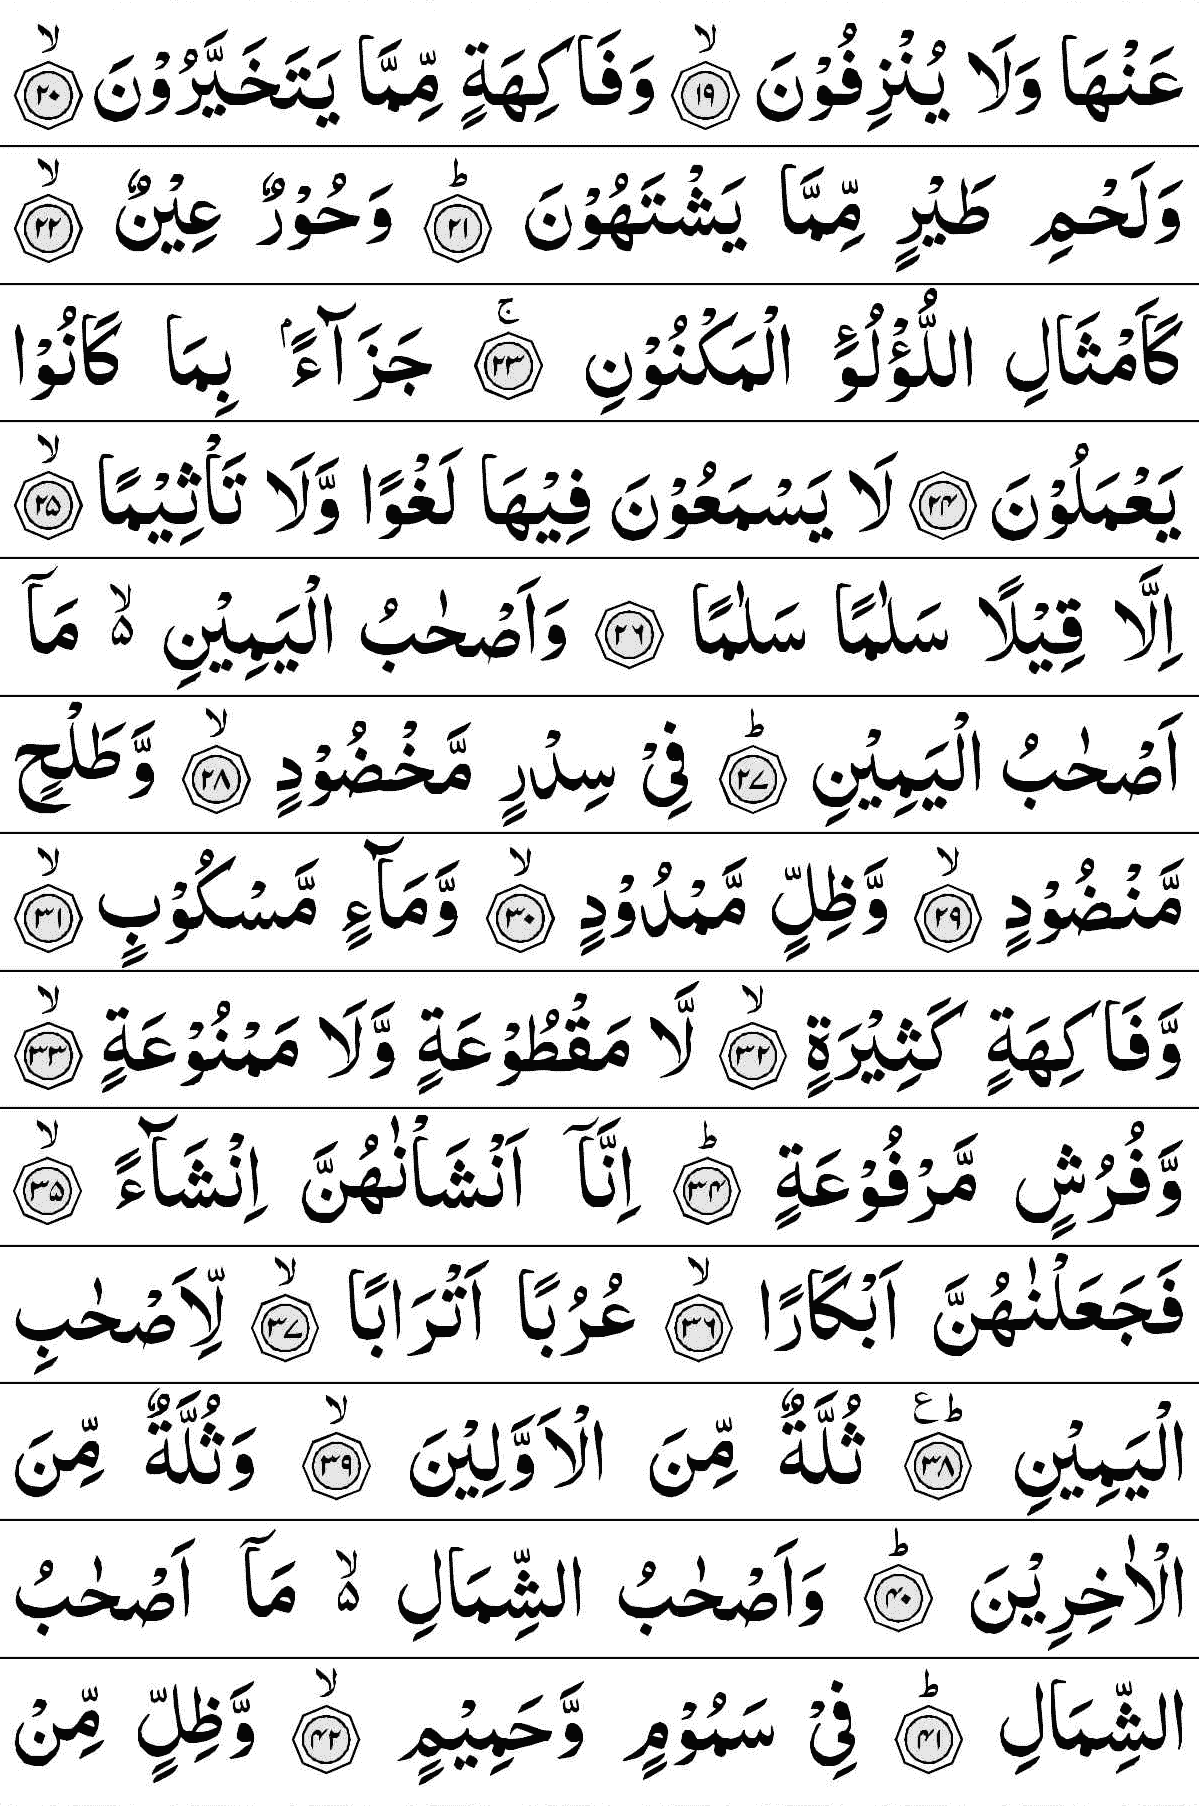 عَنْهَا وَلَا يُنْزِفُوْنَ ۙ﴿۱۹﴾ وَفَاكِهَةٍ مِّمَّا يَتَخَيَّرُوْنَ ۙ﴿۲۰﴾
وَلَحْمِ طَيْرٍ مِّمَّا يَشْتَهُوْنَ ؕ﴿۲۱﴾ وَحُوْرٌ عِيْنٌ ۙ﴿۲۲﴾
كَاَمْثَالِ اللُّؤْلُؤِ الْمَكْنُوْنِ ۚ﴿۲۳﴾ جَزَآءًۢ بِمَا كَانُوْا
يَعْمَلُوْنَ ﴿۲۴﴾ لَا يَسْمَعُوْنَ فِيْهَا لَغْوًا وَّلَا تَاْثِيْمًا ۙ﴿۲۵﴾
اِلَّا قِيْلًا سَلٰمًا سَلٰمًا ﴿۲۶﴾ وَاَصْحٰبُ الْيَمِيْنِ ۙ۵ مَاۤ
اَصْحٰبُ الْيَمِيْنِ ؕ﴿۲۷﴾ فِيْ سِدْرٍ مَّخْضُوْدٍ ۙ﴿۲۸﴾ وَّطَلْحٍ
مَّنْضُوْدٍ ۙ﴿۲۹﴾ وَّظِلٍّ مَّمْدُوْدٍ ۙ﴿۳۰﴾ وَّمَآءٍ مَّسْكُوْبٍ ۙ﴿۳۱﴾
وَّفَاكِهَةٍ كَثِيْرَةٍ ۙ﴿۳۲﴾ لَّا مَقْطُوْعَةٍ وَّلَا مَمْنُوْعَةٍ ۙ﴿۳۳﴾
وَّفُرُشٍ مَّرْفُوْعَةٍ ؕ﴿۳۴﴾ اِنَّاۤ اَنْشَاْنٰهُنَّ اِنْشَآءً ۙ﴿۳۵﴾
فَجَعَلْنٰهُنَّ اَبْكَارًا ۙ﴿۳۶﴾ عُرُبًا اَتْرَابًا ۙ﴿۳۷﴾ لِّاَصْحٰبِ
الْيَمِيْنِ ؕع﴿۳۸﴾ ثُلَّةٌ مِّنَ الْاَوَّلِيْنَ ۙ﴿۳۹﴾ وَثُلَّةٌ مِّنَ
الْاٰخِرِيْنَ ؕ﴿۴۰﴾ وَاَصْحٰبُ الشِّمَالِ ۙ۵ مَاۤ اَصْحٰبُ
الشِّمَالِ ؕ﴿۴۱﴾ فِيْ سَمُوْمٍ وَّحَمِيْمٍ ۙ﴿۴۲﴾ وَّظِلٍّ مِّنْ